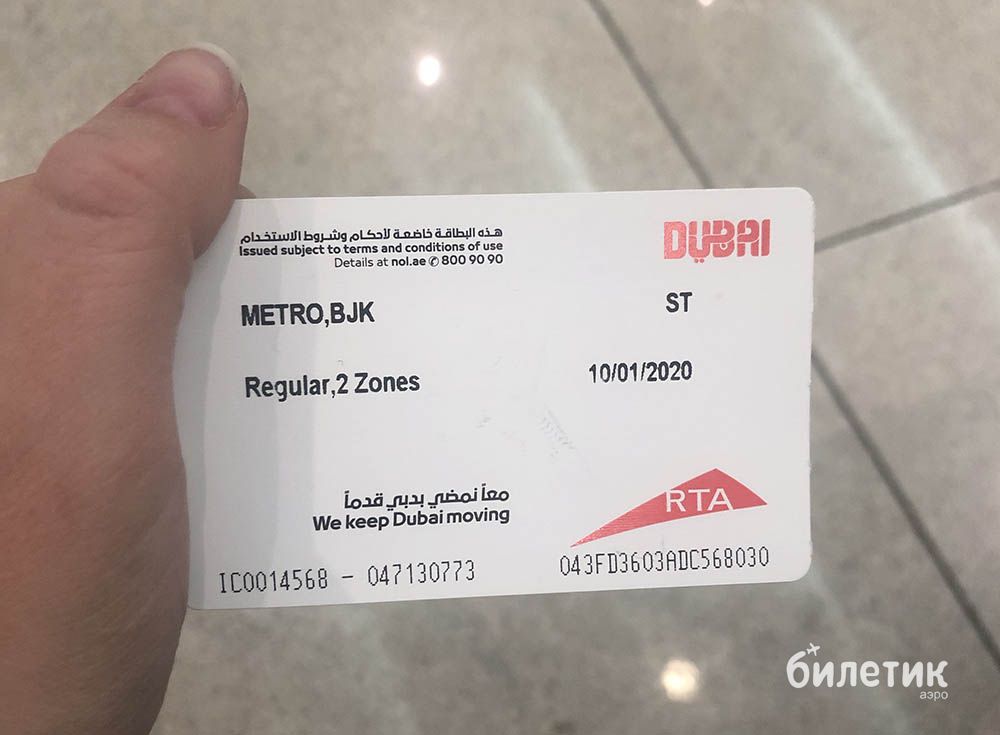 هذه البطاقة خاضعة لأحكام وشروط الاستخدام
Issued subject to terms and conditions of use
Details at nol.ae ✆ 800 90 90
DUBAI
METRO,BJK
ST
Regular,2 Zones
10/01/2020
معاً نمضي بدبي قدماً
We keep Dubai moving
RTA
IC0014568 - 047130773
043FD3603ADC568030
билетик
аэро